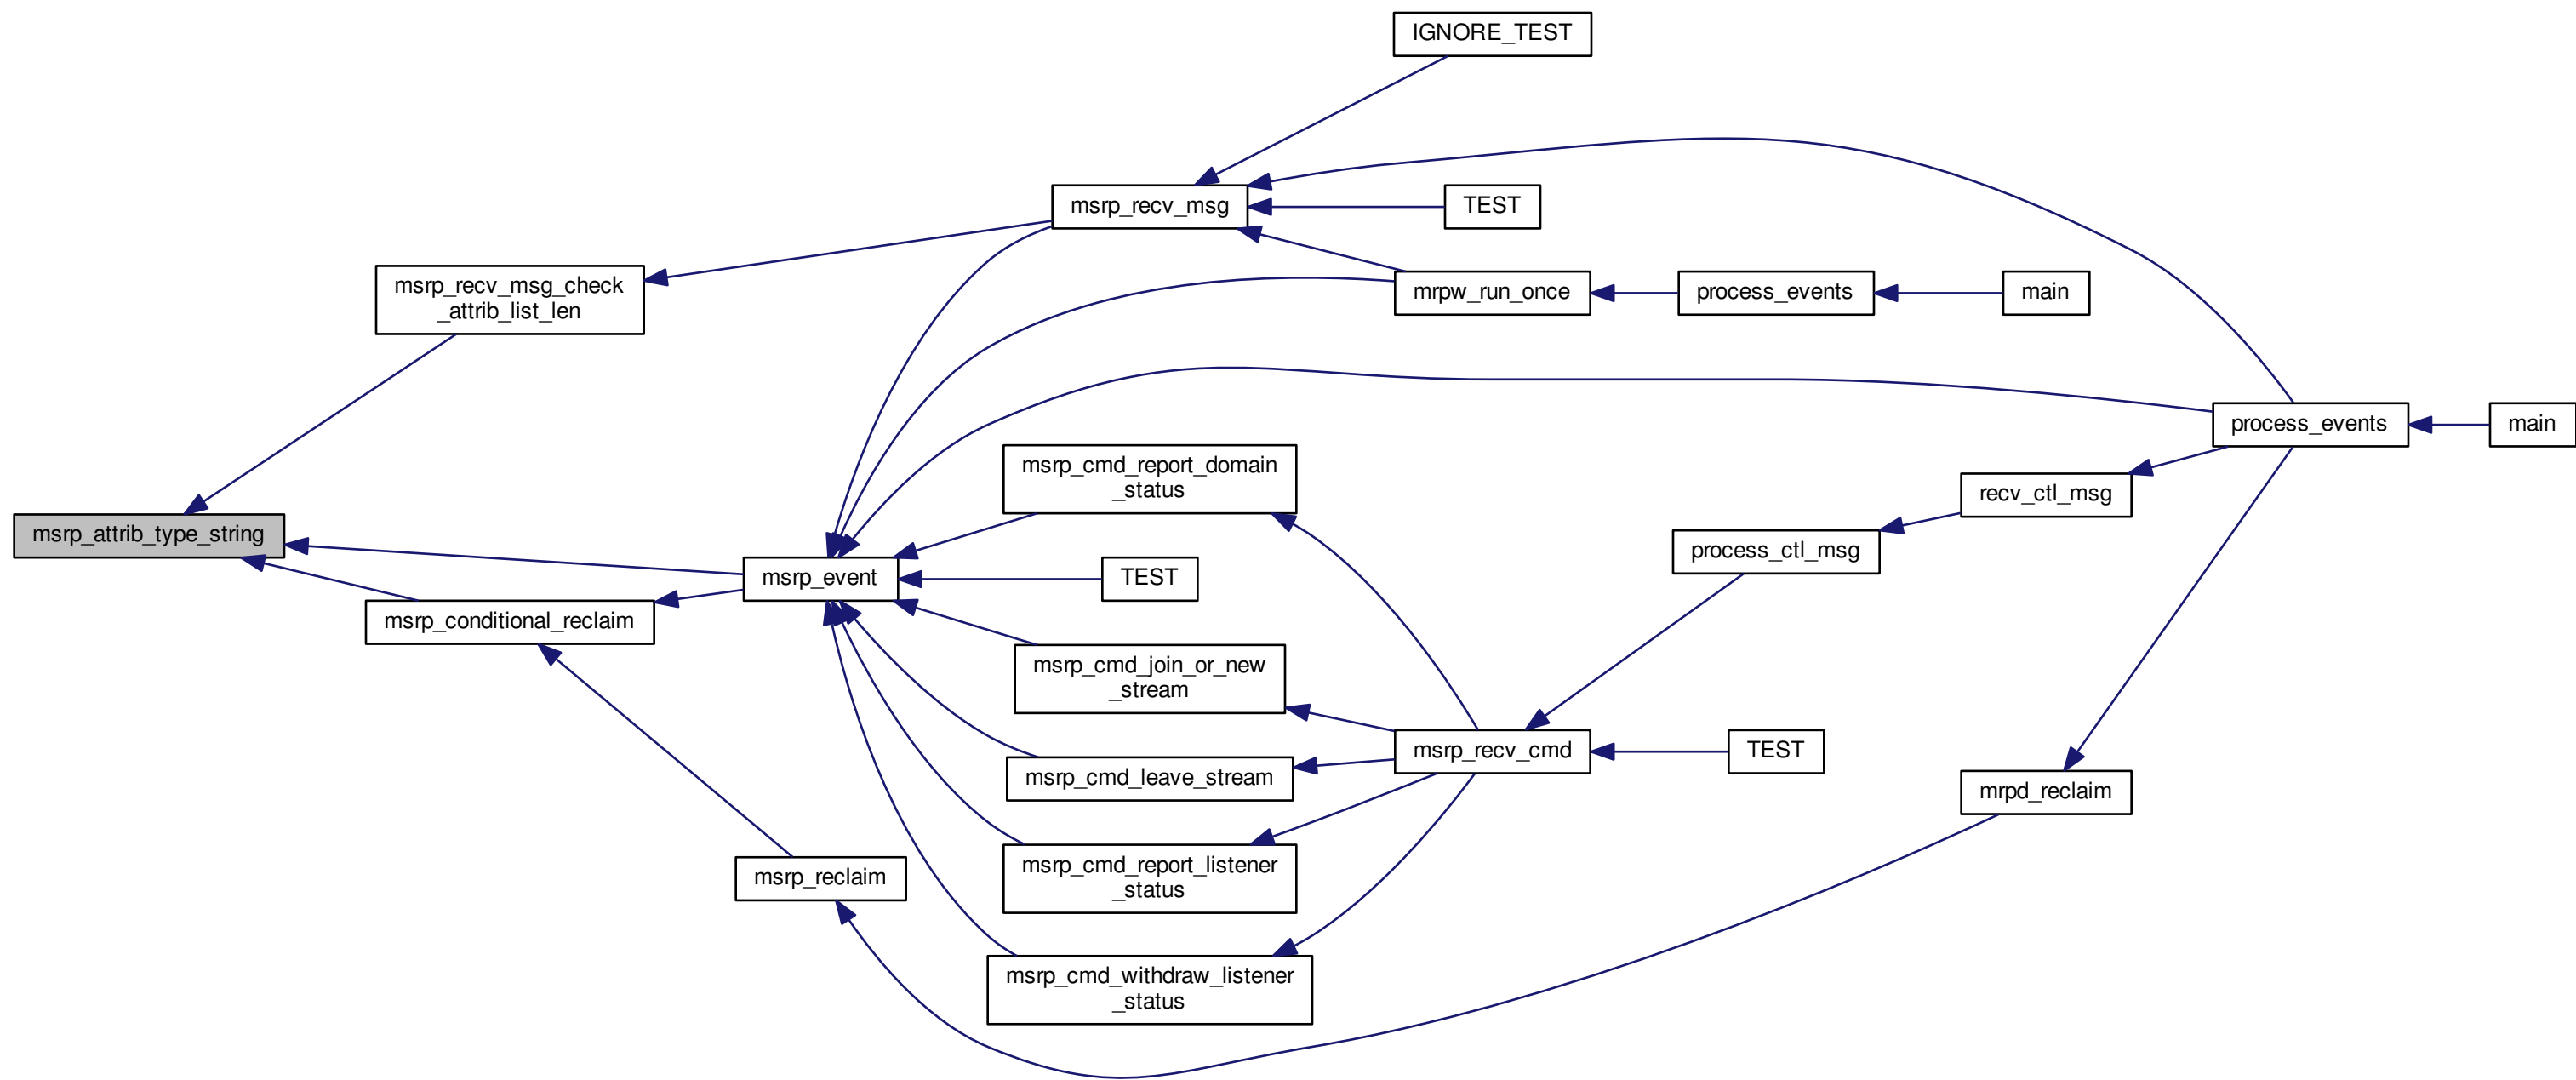 IGNORE_TEST
msrp_recv_msg
TEST
msrp_recv_msg_check
_attrib_list_len
mrpw_run_once
process_events
main
process_events
main
msrp_cmd_report_domain
_status
recv_ctl_msg
msrp_attrib_type_string
process_ctl_msg
msrp_event
TEST
msrp_conditional_reclaim
msrp_cmd_join_or_new
_stream
msrp_recv_cmd
TEST
msrp_cmd_leave_stream
mrpd_reclaim
msrp_reclaim
msrp_cmd_report_listener
_status
msrp_cmd_withdraw_listener
_status